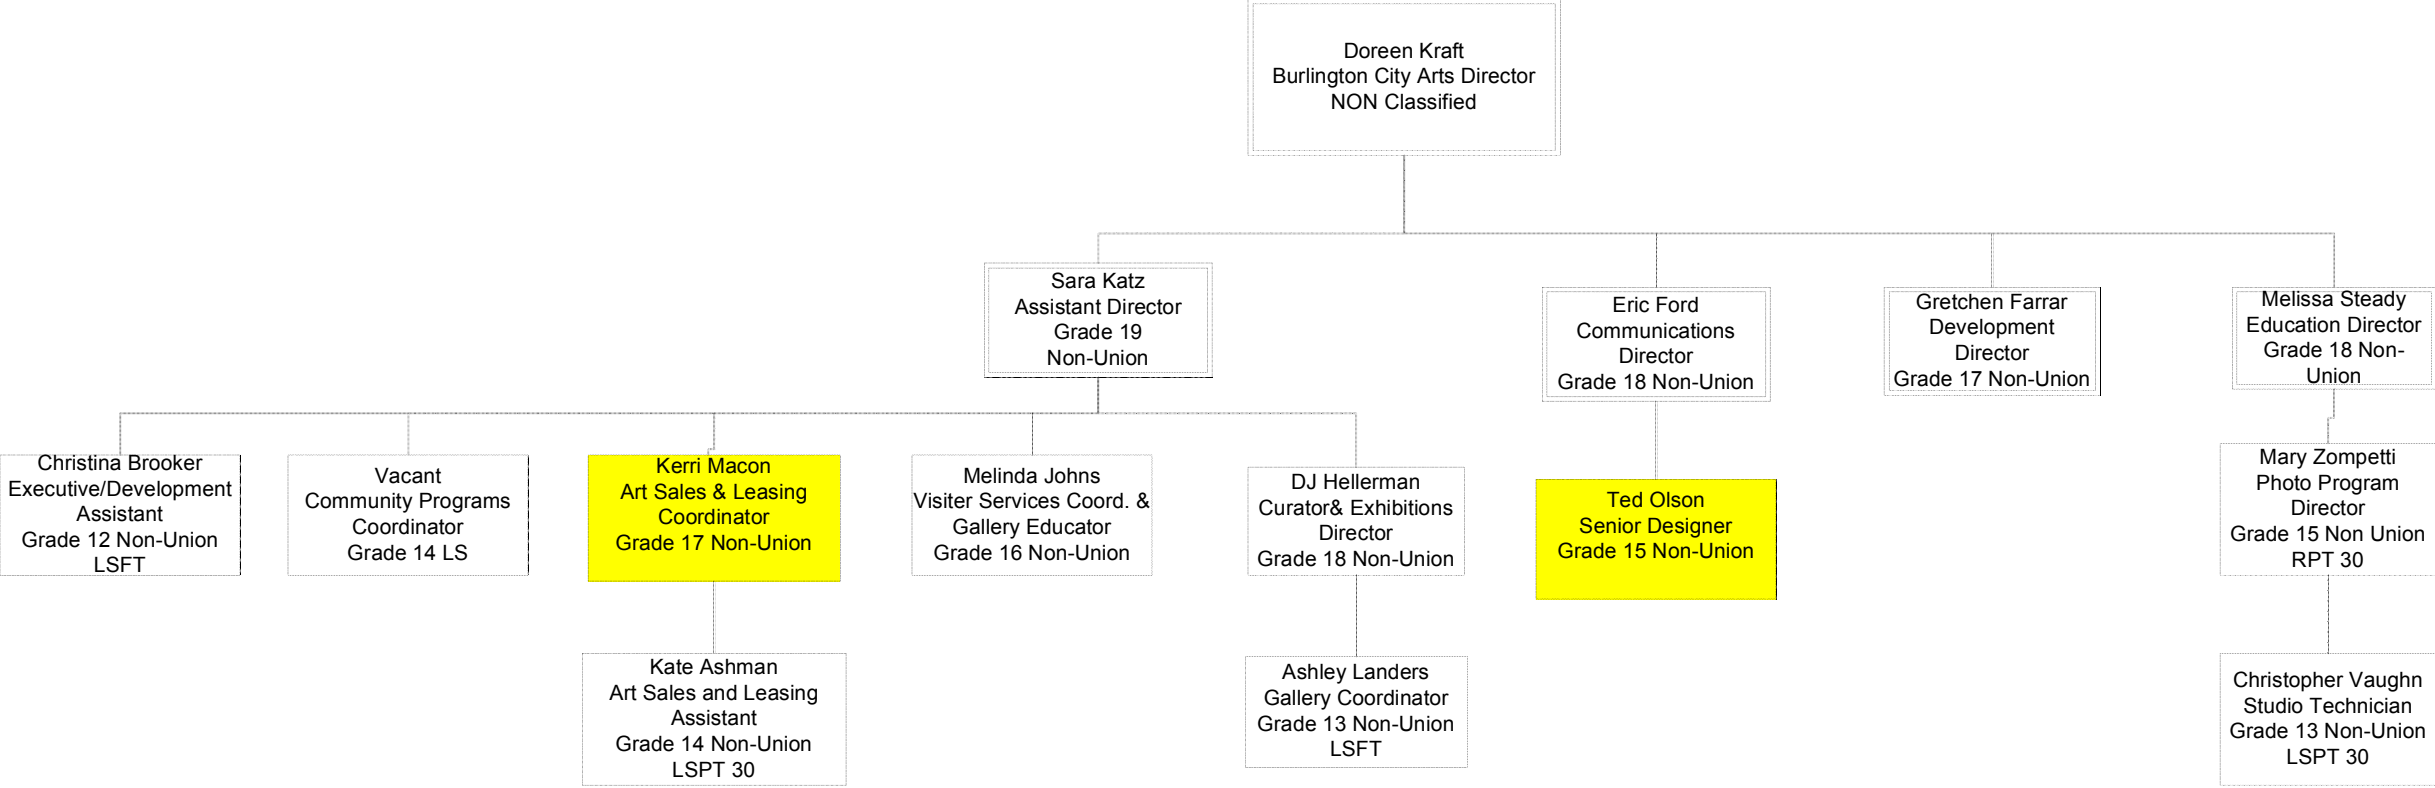 Doreen Kraft
Burlington City Arts Director
NON Classified
Sara Katz
Assistant Director
Grade 19
Non-Union
Eric Ford
Communications
Director
Grade 18 Non-Union
Gretchen Farrar
Development
Director
Grade 17 Non-Union
Melissa Steady
Education Director
Grade 18 Non-
Union
Christina Brooker
Executive/Development
Assistant
Grade 12 Non-Union
LSFT
Vacant
Community Programs
Coordinator
Grade 14 LS
Kerri Macon
Art Sales & Leasing
Coordinator
Grade 17 Non-Union
Melinda Johns
Visiter Services Coord. &
Gallery Educator
Grade 16 Non-Union
DJ Hellerman
Curator& Exhibitions
Director
Grade 18 Non-Union
Ted Olson
Senior Designer
Grade 15 Non-Union
Mary Zompetti
Photo Program
Director
Grade 15 Non Union
RPT 30
Kate Ashman
Art Sales and Leasing
Assistant
Grade 14 Non-Union
LSPT 30
Ashley Landers
Gallery Coordinator
Grade 13 Non-Union
LSFT
Christopher Vaughn
Studio Technician
Grade 13 Non-Union
LSPT 30